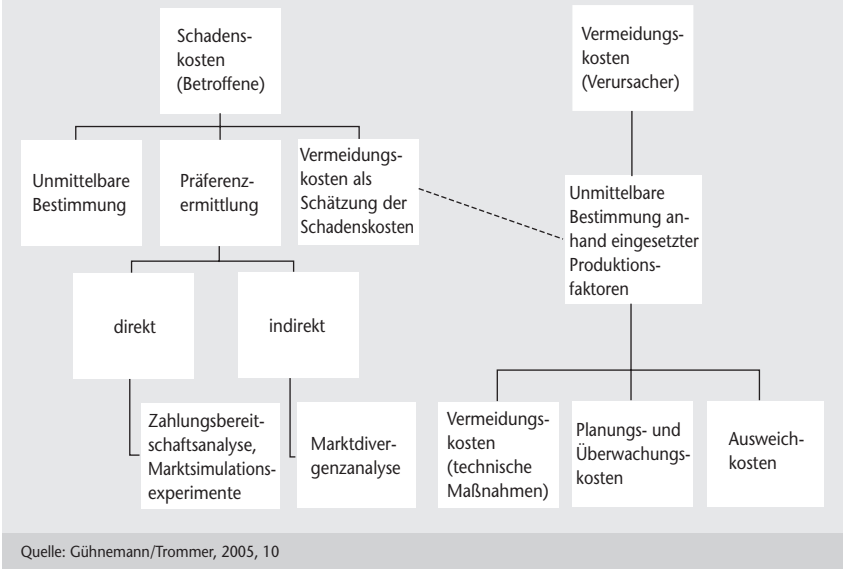 Schadens-
kosten
(Betroffene)
Vermeidungs-
kosten
(Verursacher)
Unmittelbare
Bestimmung
Präferenz-
ermittlung
Vermeidungs-
kosten als
Schätzung der
Schadenskosten
Unmittelbare
Bestimmung an-
hand eingesetzter
Produktions-
faktoren
direkt
indirekt
Zahlungsbereit-
schaftsanalyse,
Marktsimulations-
experimente
Marktdiver-
genzanalyse
Vermeidungs-
kosten
(technische
Maßnahmen)
Planungs- und
Überwachungs-
kosten
Ausweich-
kosten
Quelle: Gühnemann/Trommer, 2005, 10